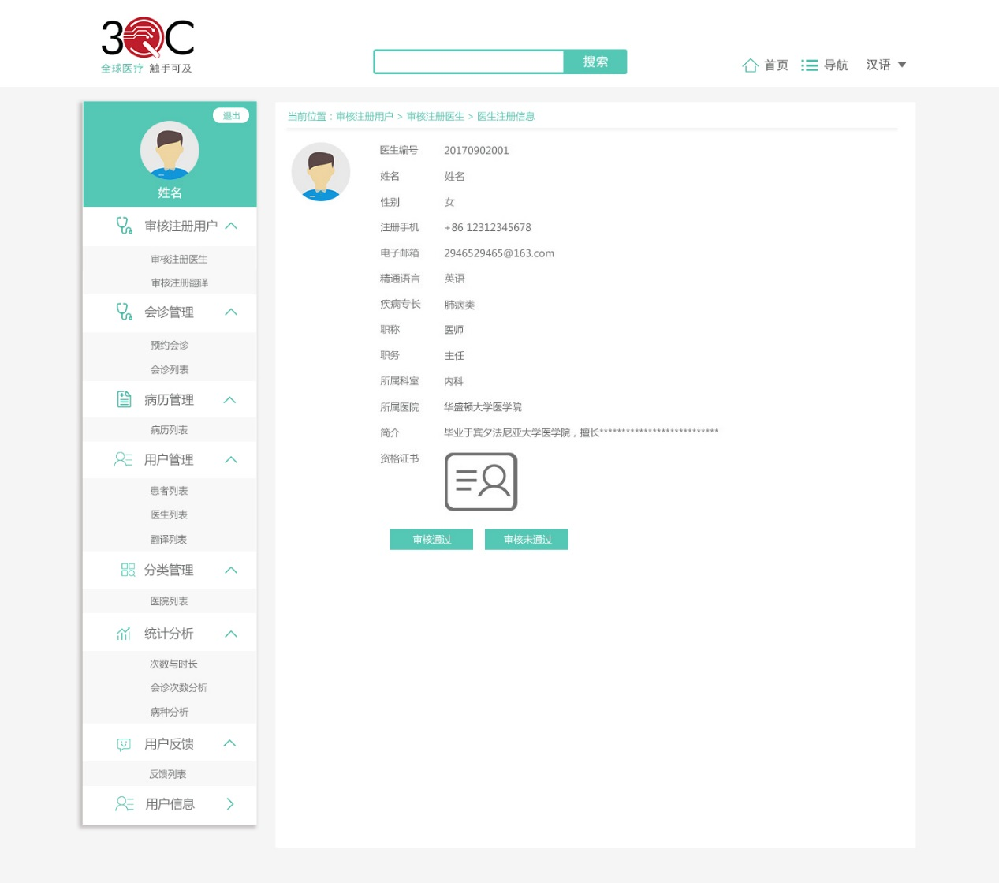 3QC
全球医疗 触手可及
搜索
首页 导航 汉语
退出
姓名
审核注册用户
审核注册医生
审核注册翻译
会诊管理
预约会诊
会诊列表
病历管理
病历列表
用户管理
患者列表
医生列表
翻译列表
分类管理
医院列表
统计分析
次数与时长
会诊次数分析
病种分析
用户反馈
反馈列表
用户信息
当前位置：审核注册用户 > 审核注册医生 > 医生注册信息
医生编号 20170902001
姓名 姓名
性别 女
注册手机 +86 12312345678
电子邮箱 2946529465@163.com
精通语言 英语
疾病专长 肺病类
职称 医师
职务 主任
所属科室 内科
所属医院 华盛顿大学医学院
简介 毕业于宾夕法尼亚大学医学院，擅长***************************
资格证书
审核通过 审核未通过